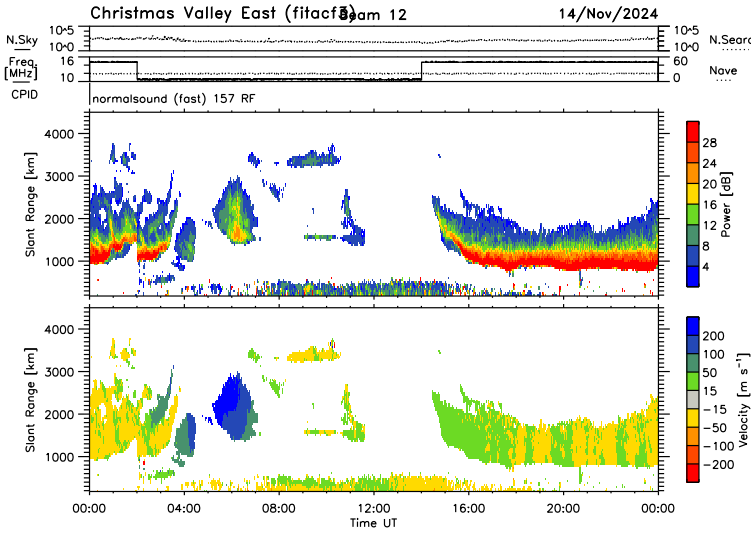 Christmas Valley East (fitacf3) Beam 12 14/Nov/2024
N.Sky 10^5 10^0 10^5 10^0 N.Searc
Freq. [MHz] 16 10 60 0 Nave
CPID normalsound (fast) 157 RF
Slant Range [km] 4000 3000 2000 1000
Power [dB] 28 24 20 16 12 8 4
Slant Range [km] 4000 3000 2000 1000
Velocity [m s⁻¹] 200 100 50 15 -15 -50 -100 -200
00:00 04:00 08:00 12:00 16:00 20:00 00:00
Time UT